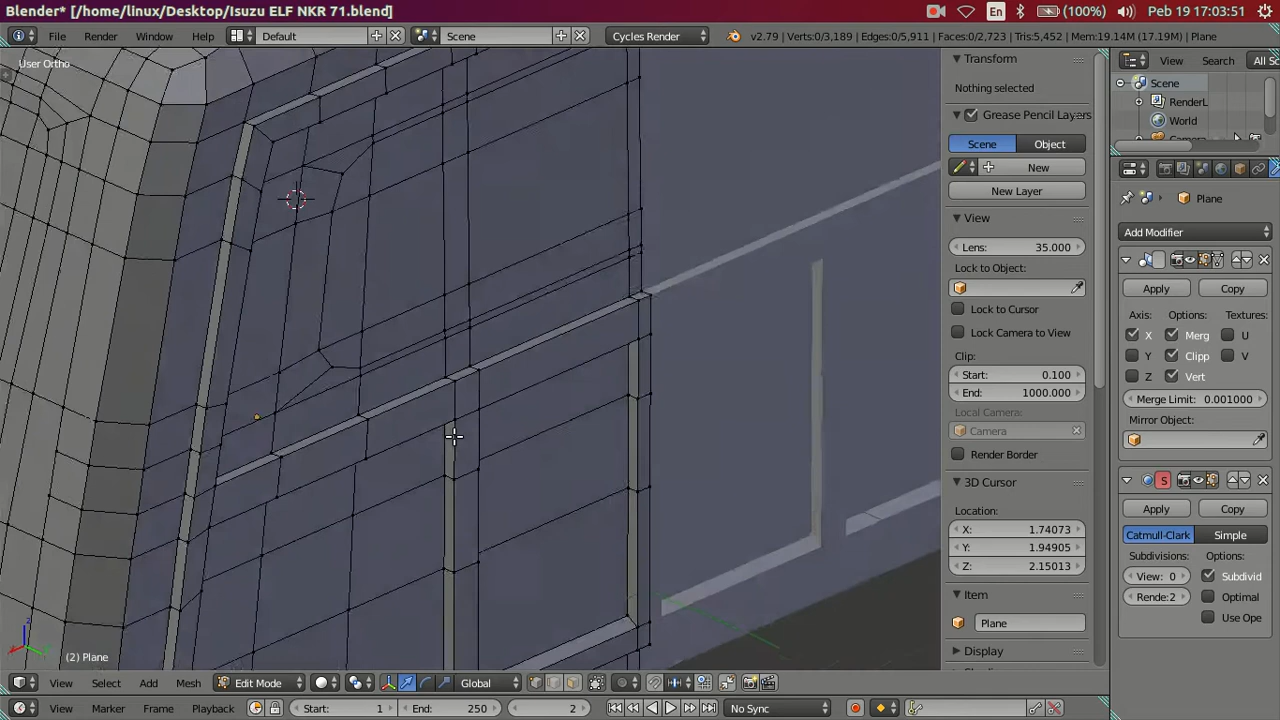 Blender* [/home/linux/Desktop/Isuzu ELF NKR 71.blend]
En (100%) Peb 19 17:03:51
File Render Window Help Default Scene Cycles Render v2.79 | Verts:0/3,189 | Edges:0/5,911 | Faces:0/2,723 | Tris:5,452 | Mem:19.14M (17.19M) | Plane
User Ortho
Transform
Nothing selected
Grease Pencil Layers
Scene Object
New
New Layer
View
Lens: 35.000
Lock to Object:
Lock to Cursor
Lock Camera to View
Clip:
Start: 0.100
End: 1000.000
Local Camera:
Camera
Render Border
3D Cursor
Location:
X: 1.74073
Y: 1.94905
Z: 2.15013
Item
Plane
Display
View Search All Sc
Scene
RenderL
World
Camera
Plane
Add Modifier
Apply Copy
Axis: Options: Textures:
X Merg U
Y Clipp V
Z Vert
Merge Limit: 0.001000
Mirror Object:
S
Apply Copy
Catmull-Clark Simple
Subdivisions: Options:
View: 0 Subdivid
Rende:2 Optimal
Use Ope
(2) Plane
View Select Add Mesh Edit Mode Global
View Marker Frame Playback Start: 1 End: 250 2 No Sync